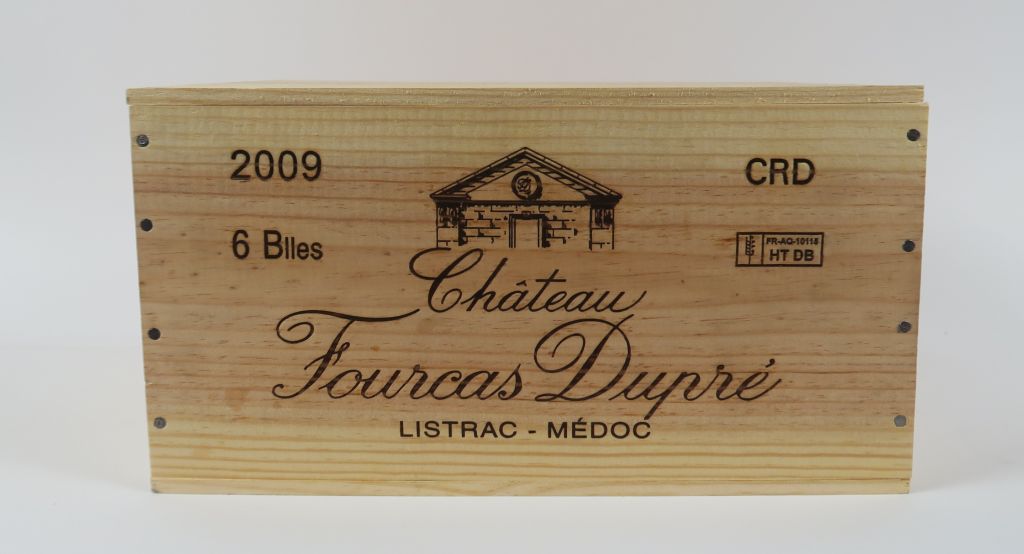 2009
CRD
6 Blles
FR-AQ-10115
HT DB
Château
Fourcas Dupré
LISTRAC - MÉDOC